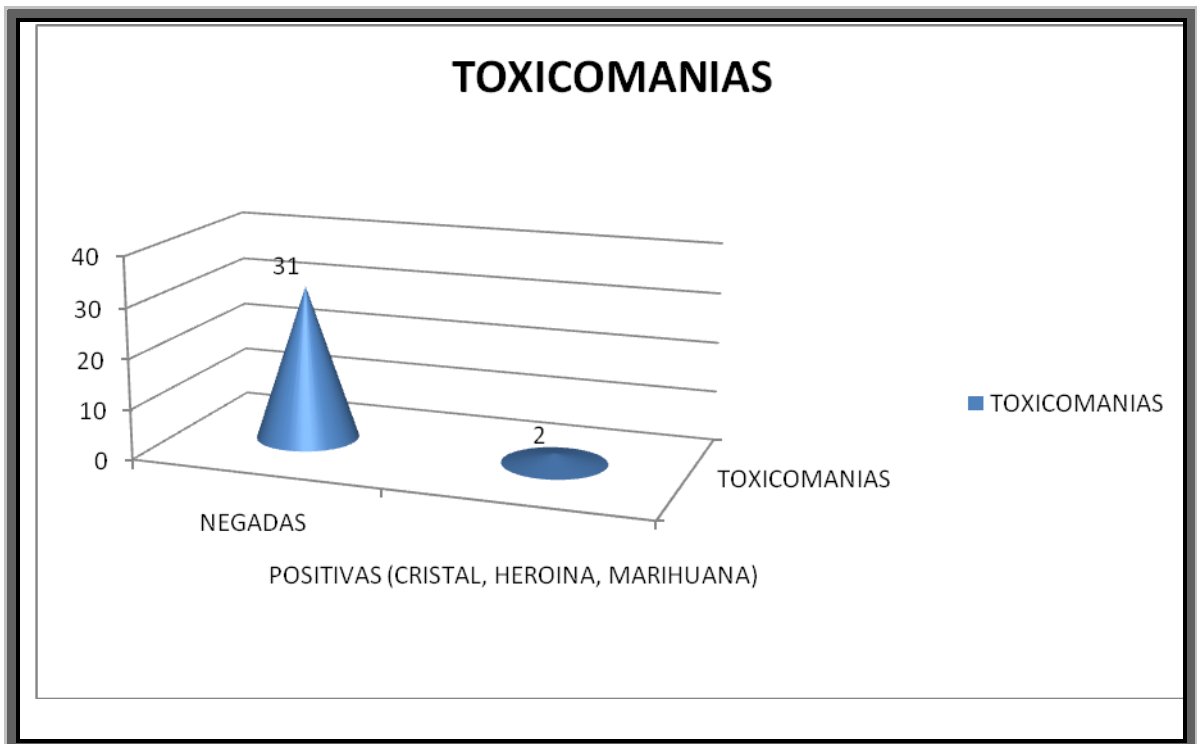 TOXICOMANIAS
40
31
30
20
10
2
0
TOXICOMANIAS
TOXICOMANIAS
NEGADAS
POSITIVAS (CRISTAL, HEROINA, MARIHUANA)